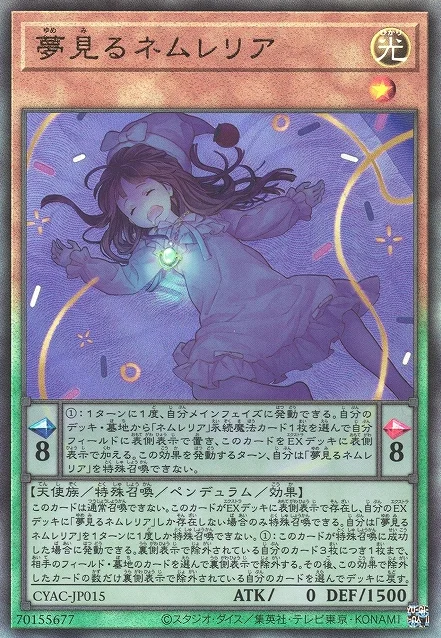 夢見るネムレリア
光
①：1ターンに1度、自分メインフェイズに発動できる。自分の
デッキ・墓地から「ネムレリア」永続魔法カード1枚を選んで自分
フィールドに表側表示で置き、このカードをEXデッキに表側
表示で加える。この効果を発動するターン、自分は「夢見るネムレリ
ア」を特殊召喚できない。
8
8
【天使族／特殊召喚／ペンデュラム／効果】
このカードは通常召喚できない。このカードがEXデッキに表側表示で存在し、自分のEX
デッキに「夢見るネムレリア」しか存在しない場合のみ特殊召喚できる。自分は「夢見るネム
レリア」を1ターンに1度しか特殊召喚できない。①：このカードが特殊召喚に成功
した場合に発動できる。裏側表示で除外されている自分のカード3枚につき1枚まで、
相手のフィールド・墓地のカードを選んで裏側表示で除外する。その後、この効果で除外
したカードの数だけ裏側表示で除外されている自分のカードを選んでデッキに戻す。
CYAC-JP015
ATK/ 0 DEF/1500
70155677
©スタジオ・ダイス／集英社・テレビ東京・KONAMI